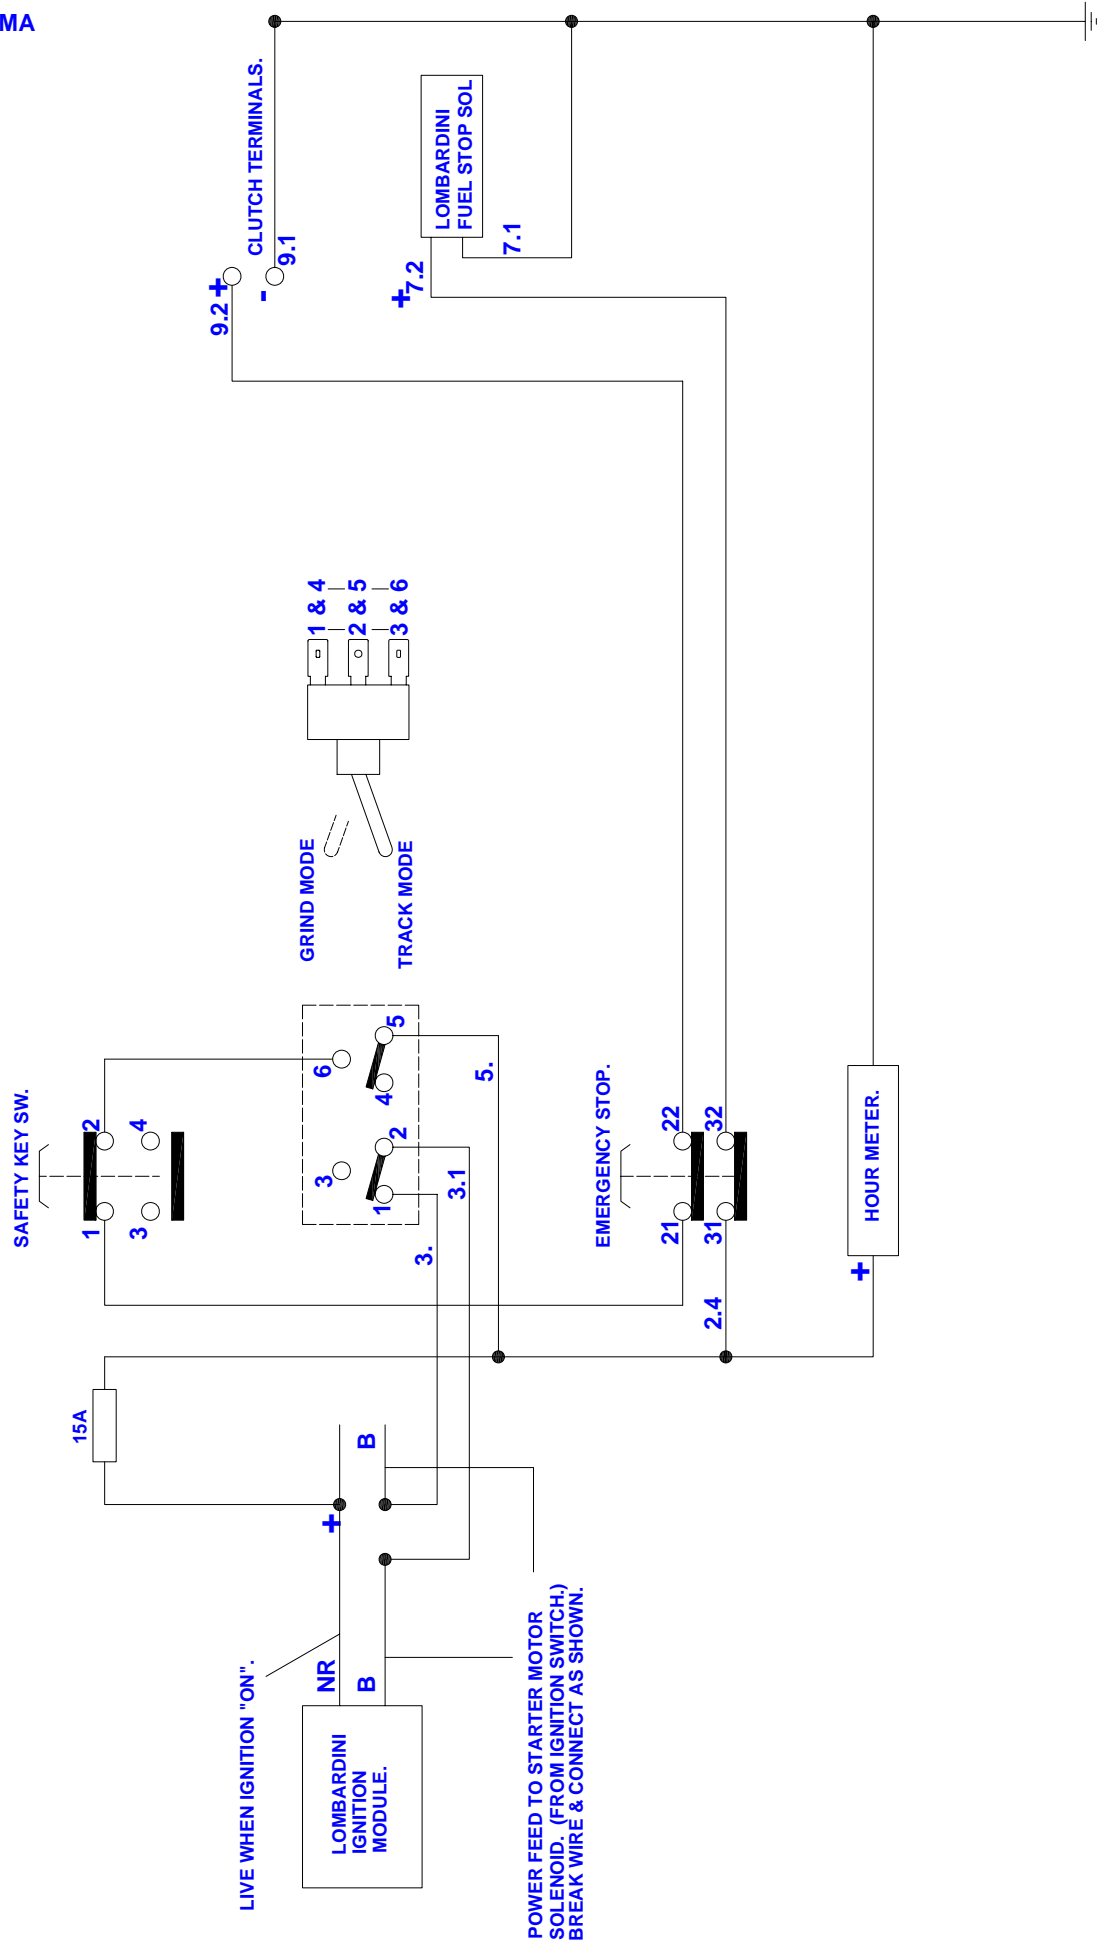 MA
SAFETY KEY SW.
1
2
3
4
15A
LIVE WHEN IGNITION "ON".
NR
+
B
B
LOMBARDINI
IGNITION
MODULE.
POWER FEED TO STARTER MOTOR
SOLENOID. (FROM IGNITION SWITCH.)
BREAK WIRE & CONNECT AS SHOWN.
3
6
1
2
4
5
3.
3.1
5.
GRIND MODE
TRACK MODE
1 & 4
2 & 5
3 & 6
CLUTCH TERMINALS.
9.2 +
- 9.1
LOMBARDINI
FUEL STOP SOL
+
7.2
7.1
EMERGENCY STOP.
21
22
31
32
2.4
+
HOUR METER.